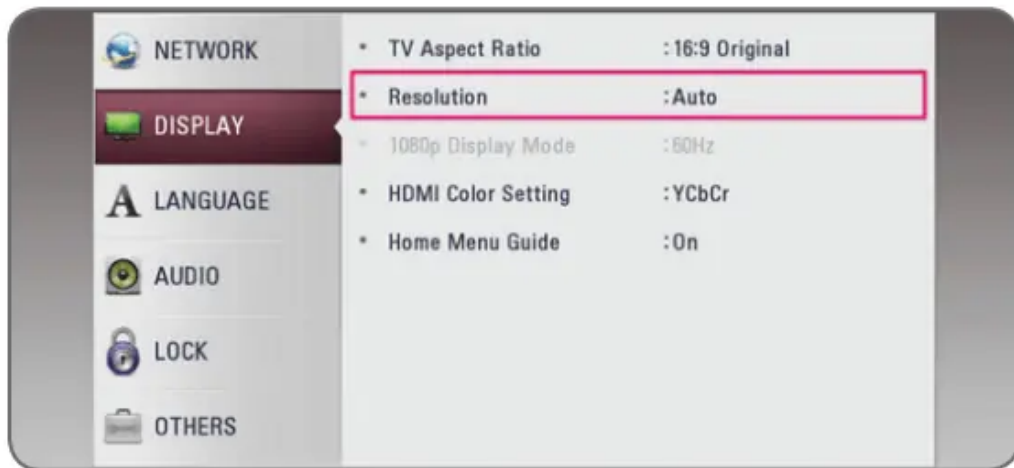 NETWORK
DISPLAY
LANGUAGE
AUDIO
LOCK
OTHERS
• TV Aspect Ratio : 16:9 Original
• Resolution : Auto
• 1080p Display Mode : 60Hz
• HDMI Color Setting : YCbCr
• Home Menu Guide : On